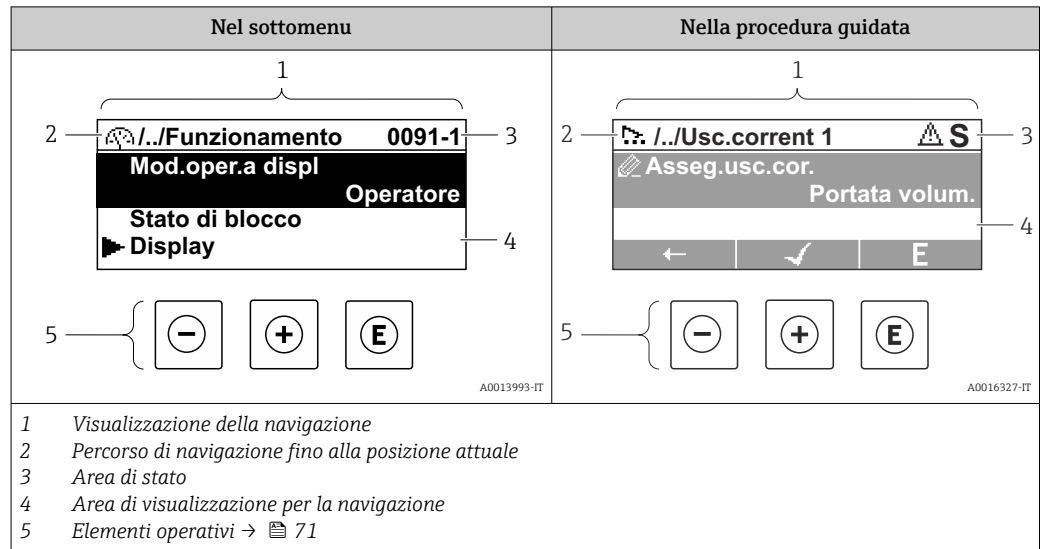 Nel sottomenu Nella procedura guidata
1 1
2 /../Funzionamento 0091-1 3 2 /../Usc.corrent 1 S 3
Mod.oper.a displ Asseg.usc.cor.
Operatore Portata volum.
Stato di blocco 4
Display 4 ← ✓ E
5 − + E 5 − + E
A0013993-IT A0016327-IT
1 Visualizzazione della navigazione
2 Percorso di navigazione fino alla posizione attuale
3 Area di stato
4 Area di visualizzazione per la navigazione
5 Elementi operativi → 71